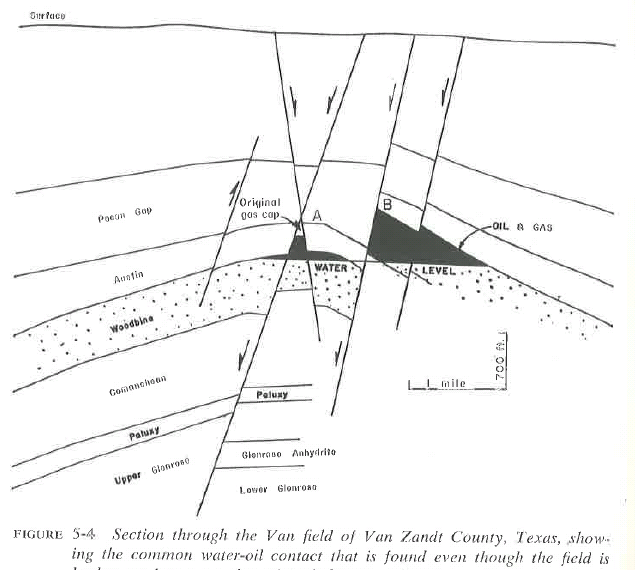 Surface
Pecan Gap
Original
gas cap
A
B
OIL & GAS
Austin
WATER
LEVEL
Woodbine
Comanchean
1 mile
700 ft.
Paluxy
Paluxy
Upper Glenrose
Glenrose Anhydrite
Lower Glenrose
FIGURE 5-4 Section through the Van field of Van Zandt County, Texas, show-
ing the common water-oil contact that is found even though the field is